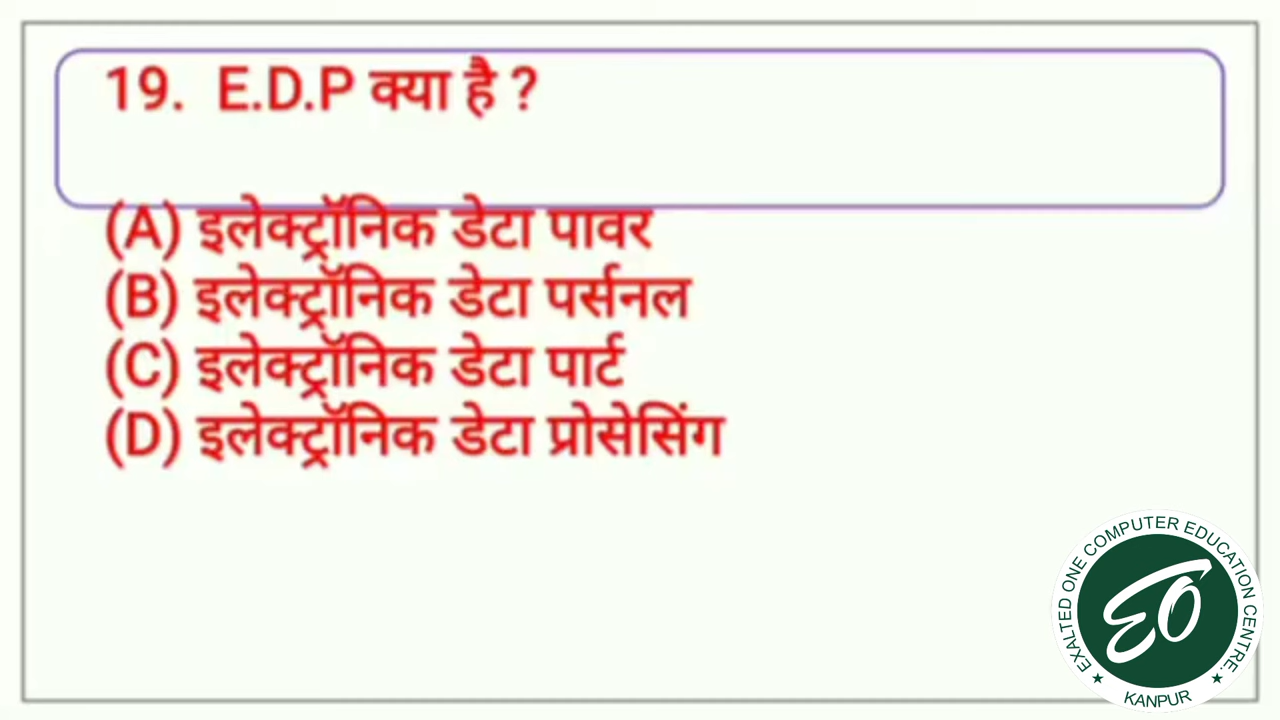 19. E.D.P क्या है ?
(A) इलेक्ट्रॉनिक डेटा पावर
(B) इलेक्ट्रॉनिक डेटा पर्सनल
(C) इलेक्ट्रॉनिक डेटा पार्ट
(D) इलेक्ट्रॉनिक डेटा प्रोसेसिंग
★ EXALTED ONE COMPUTER EDUCATION CENTRE. ★
EO
KANPUR